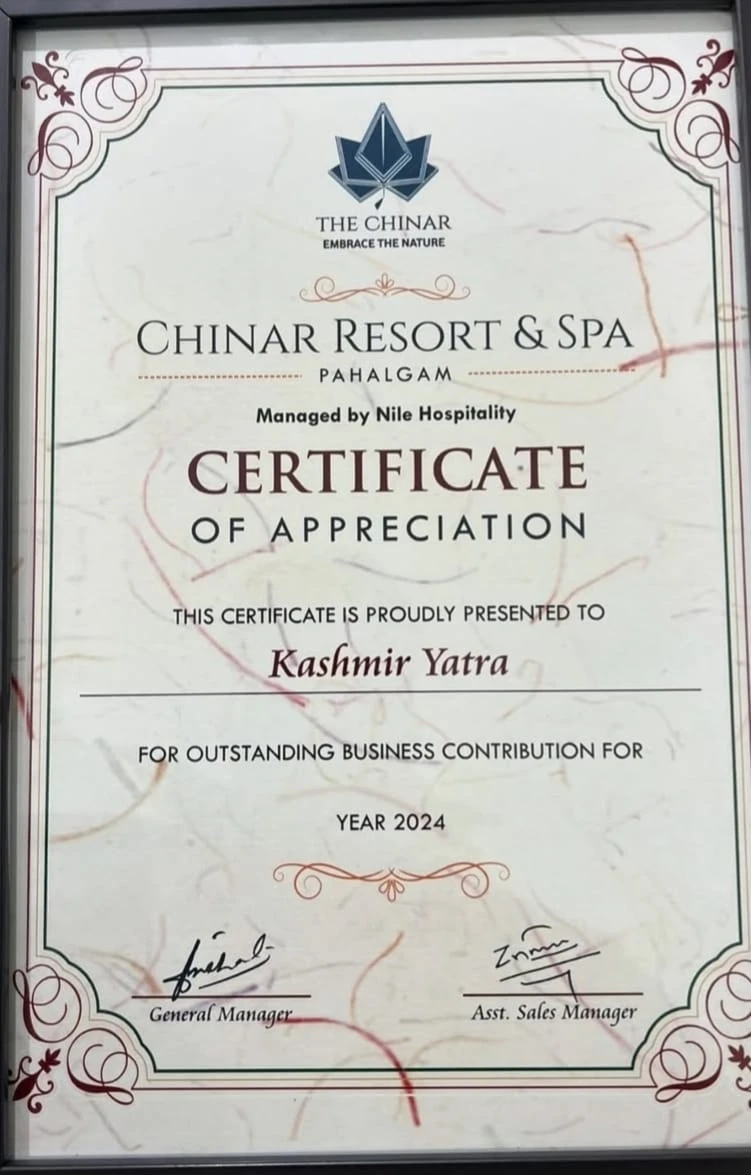 THE CHINAR
EMBRACE THE NATURE
CHINAR RESORT & SPA
PAHALGAM
Managed by Nile Hospitality
CERTIFICATE
OF APPRECIATION
THIS CERTIFICATE IS PROUDLY PRESENTED TO
Kashmir Yatra
FOR OUTSTANDING BUSINESS CONTRIBUTION FOR
YEAR 2024
General Manager
Asst. Sales Manager